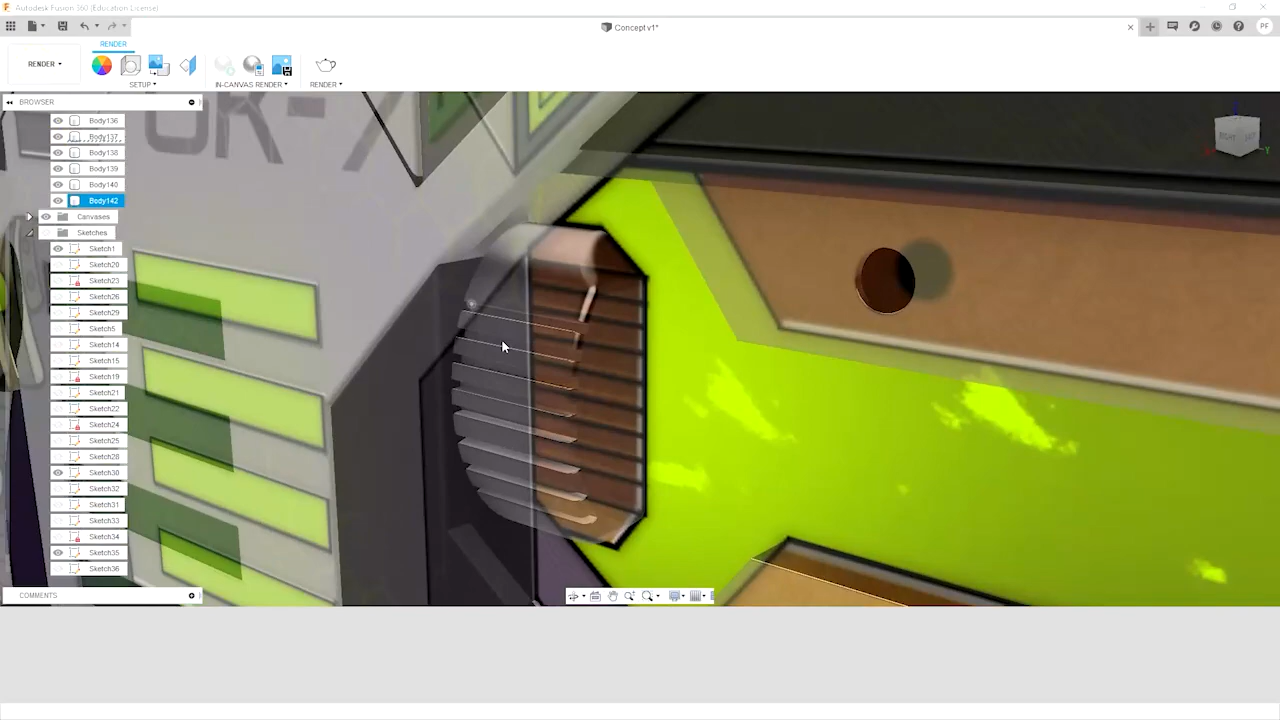 Autodesk Fusion 360 (Education License)
Concept v1*
PF
RENDER
RENDER
SETUP
IN-CANVAS RENDER
RENDER
BROWSER
Body136
Body137
Body138
Body139
Body140
Body142
Canvases
Sketches
Sketch1
Sketch20
Sketch23
Sketch26
Sketch29
Sketch5
Sketch14
Sketch15
Sketch19
Sketch21
Sketch22
Sketch24
Sketch25
Sketch28
Sketch30
Sketch32
Sketch31
Sketch33
Sketch34
Sketch35
Sketch36
COMMENTS
RIGHT
Y